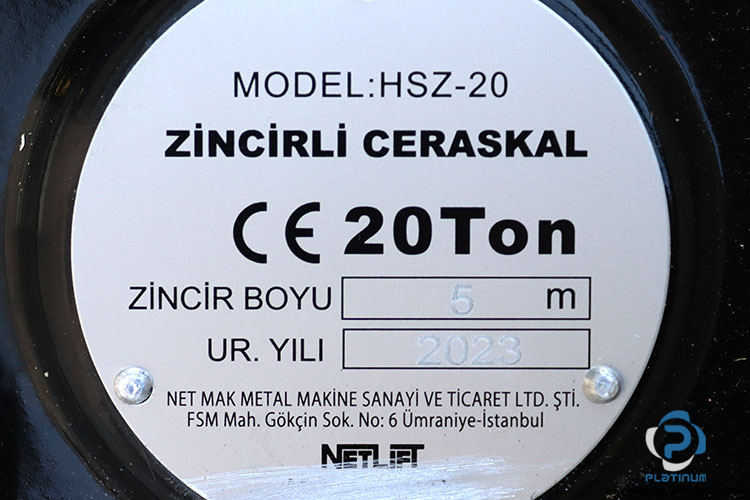 MODEL:HSZ-20
ZİNCİRLİ CERASKAL
CE 20Ton
ZİNCİR BOYU 5 m
UR. YILI 2023
NET MAK METAL MAKİNE SANAYİ VE TİCARET LTD. ŞTİ.
FSM Mah. Gökçin Sok. No: 6 Ümraniye-İstanbul
NETLIFT
PLATINUM